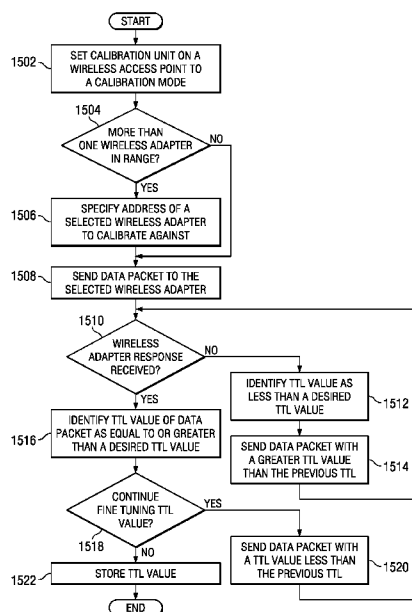 START
1502
SET CALIBRATION UNIT ON A
WIRELESS ACCESS POINT TO
A CALIBRATION MODE
1504
MORE THAN
ONE WIRELESS ADAPTER
IN RANGE?
NO
YES
1506
SPECIFY ADDRESS OF A
SELECTED WIRELESS ADAPTER
TO CALIBRATE AGAINST
1508
SEND DATA PACKET TO THE
SELECTED WIRELESS ADAPTER
1510
WIRELESS
ADAPTER RESPONSE
RECEIVED?
NO
YES
IDENTIFY TTL VALUE AS
LESS THAN A DESIRED
TTL VALUE
1512
1516
IDENTIFY TTL VALUE OF DATA
PACKET AS EQUAL TO OR GREATER
THAN A DESIRED TTL VALUE
SEND DATA PACKET WITH
A GREATER TTL VALUE
THAN THE PREVIOUS TTL
1514
CONTINUE
FINE TUNING TTL
VALUE?
YES
1518
NO
SEND DATA PACKET WITH
A TTL VALUE LESS THAN
THE PREVIOUS TTL
1520
1522
STORE TTL VALUE
END